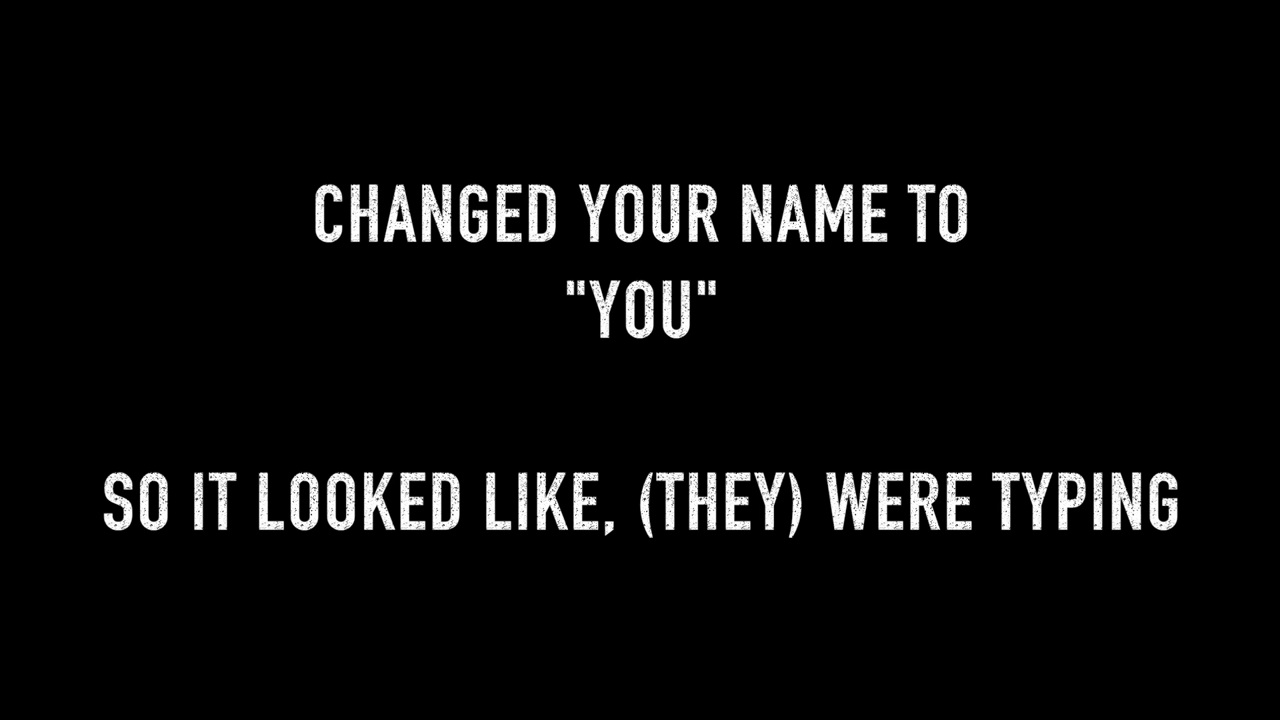 CHANGED YOUR NAME TO
"YOU"
SO IT LOOKED LIKE, (THEY) WERE TYPING